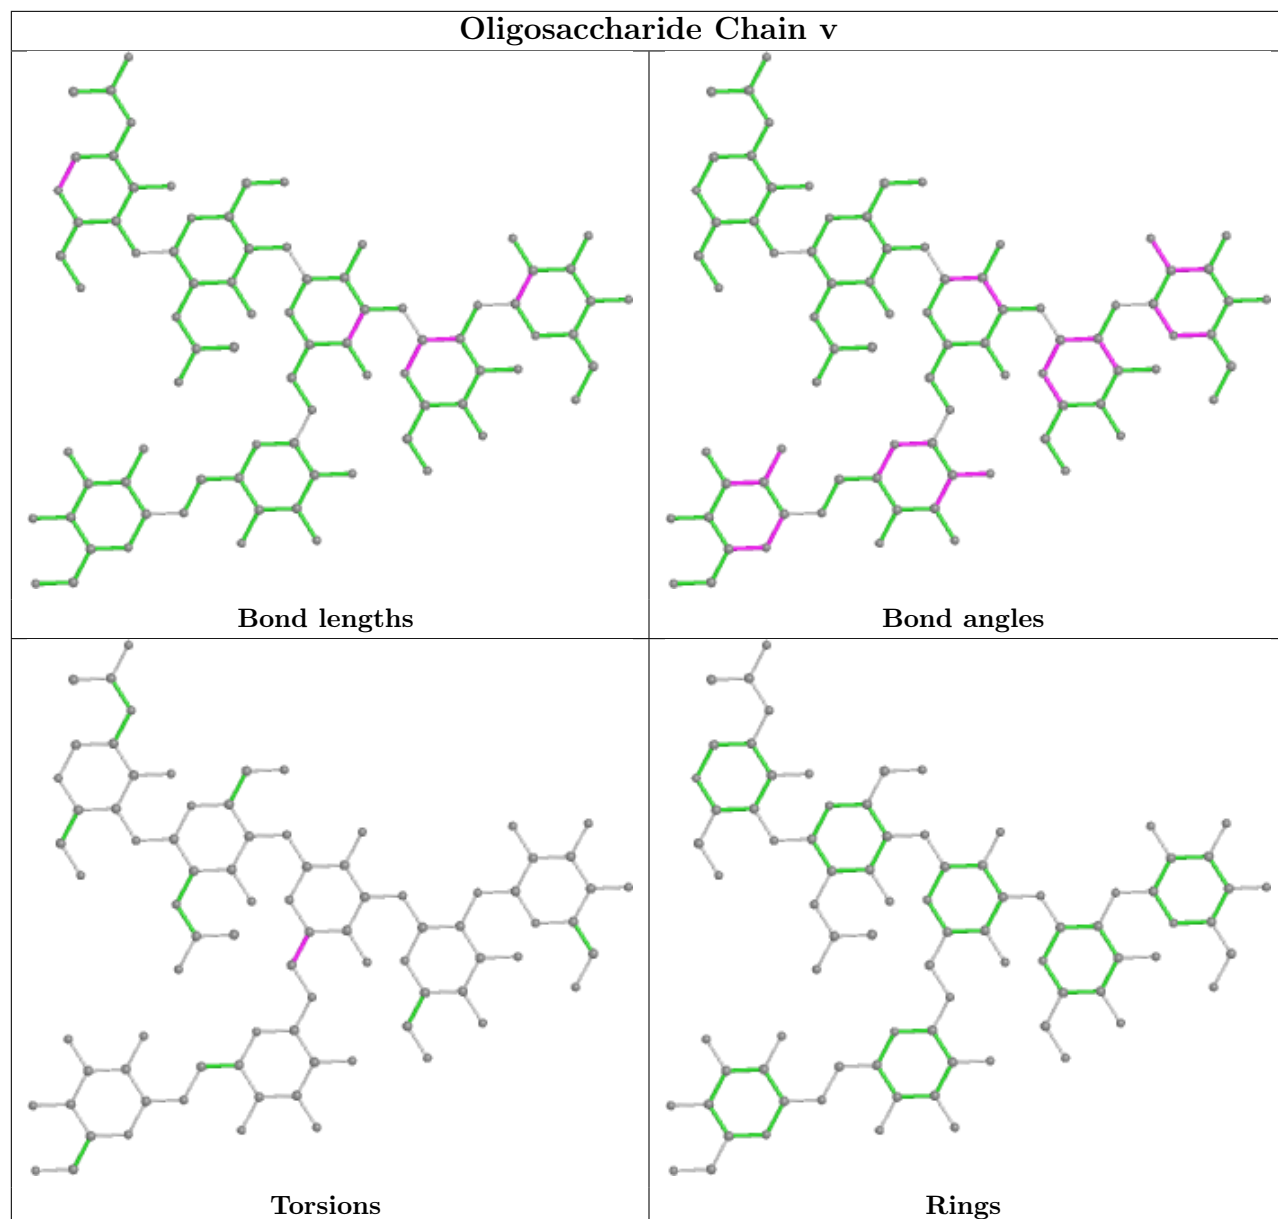 Oligosaccharide Chain v
Bond lengths
Bond angles
Torsions
Rings